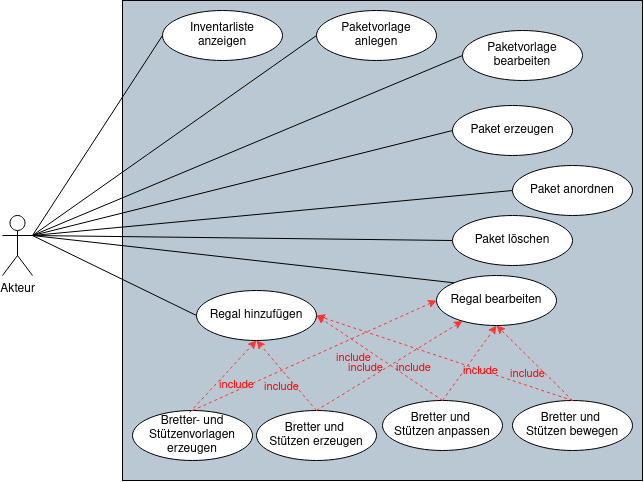 Inventarliste
anzeigen
Paketvorlage
anlegen
Paketvorlage
bearbeiten
Paket erzeugen
Paket anordnen
Paket löschen
Akteur
Regal hinzufügen
Regal bearbeiten
include
include
include
include
include
include
include
Bretter- und
Stützenvorlagen
erzeugen
Bretter und
Stützen erzeugen
Bretter und
Stützen anpassen
Bretter und
Stützen bewegen